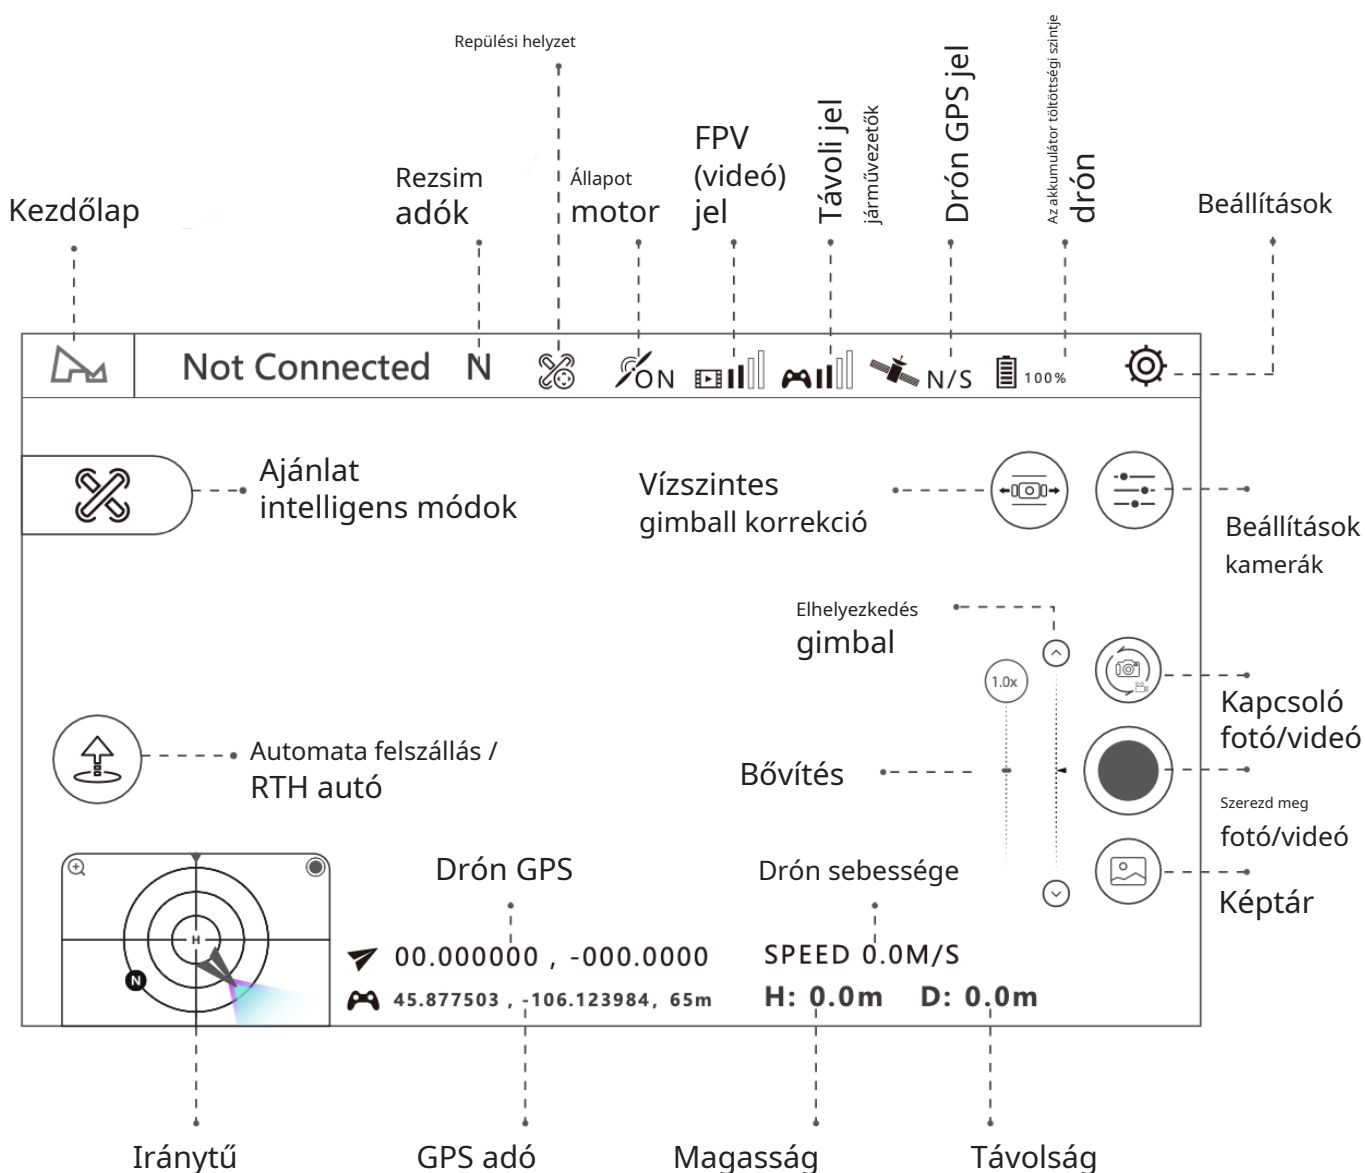 Repülési helyzet
Kezdőlap
Rezsim
adók
Állapot
motor
FPV
(videó)
jel
Távoli jel
járművezetők
Drón GPS jel
Az akkumulátor töltöttségi szintje
drón
Beállítások
Not Connected N ON N/S 100%
Ajánlat
intelligens módok
Vízszintes
gimball korrekció
Beállítások
kamerák
Elhelyezkedés
gimbal
1.0x
Kapcsoló
fotó/videó
Automata felszállás /
RTH autó
Bővítés
Szerezd meg
fotó/videó
Drón GPS
Drón sebessége
Képtár
H
N
00.000000 , -000.0000
SPEED 0.0M/S
45.877503 , -106.123984, 65m
H: 0.0m D: 0.0m
Iránytű
GPS adó
Magasság
Távolság